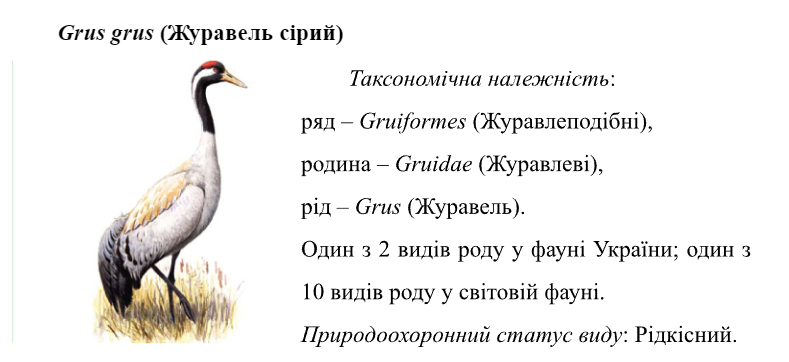 Grus grus (Журавель сірий)
Таксономічна належність:
ряд – Gruiformes (Журавлеподібні),
родина – Gruidae (Журавлеві),
рід – Grus (Журавель).
Один з 2 видів роду у фауні України; один з
10 видів роду у світовій фауні.
Природоохоронний статус виду: Рідкісний.